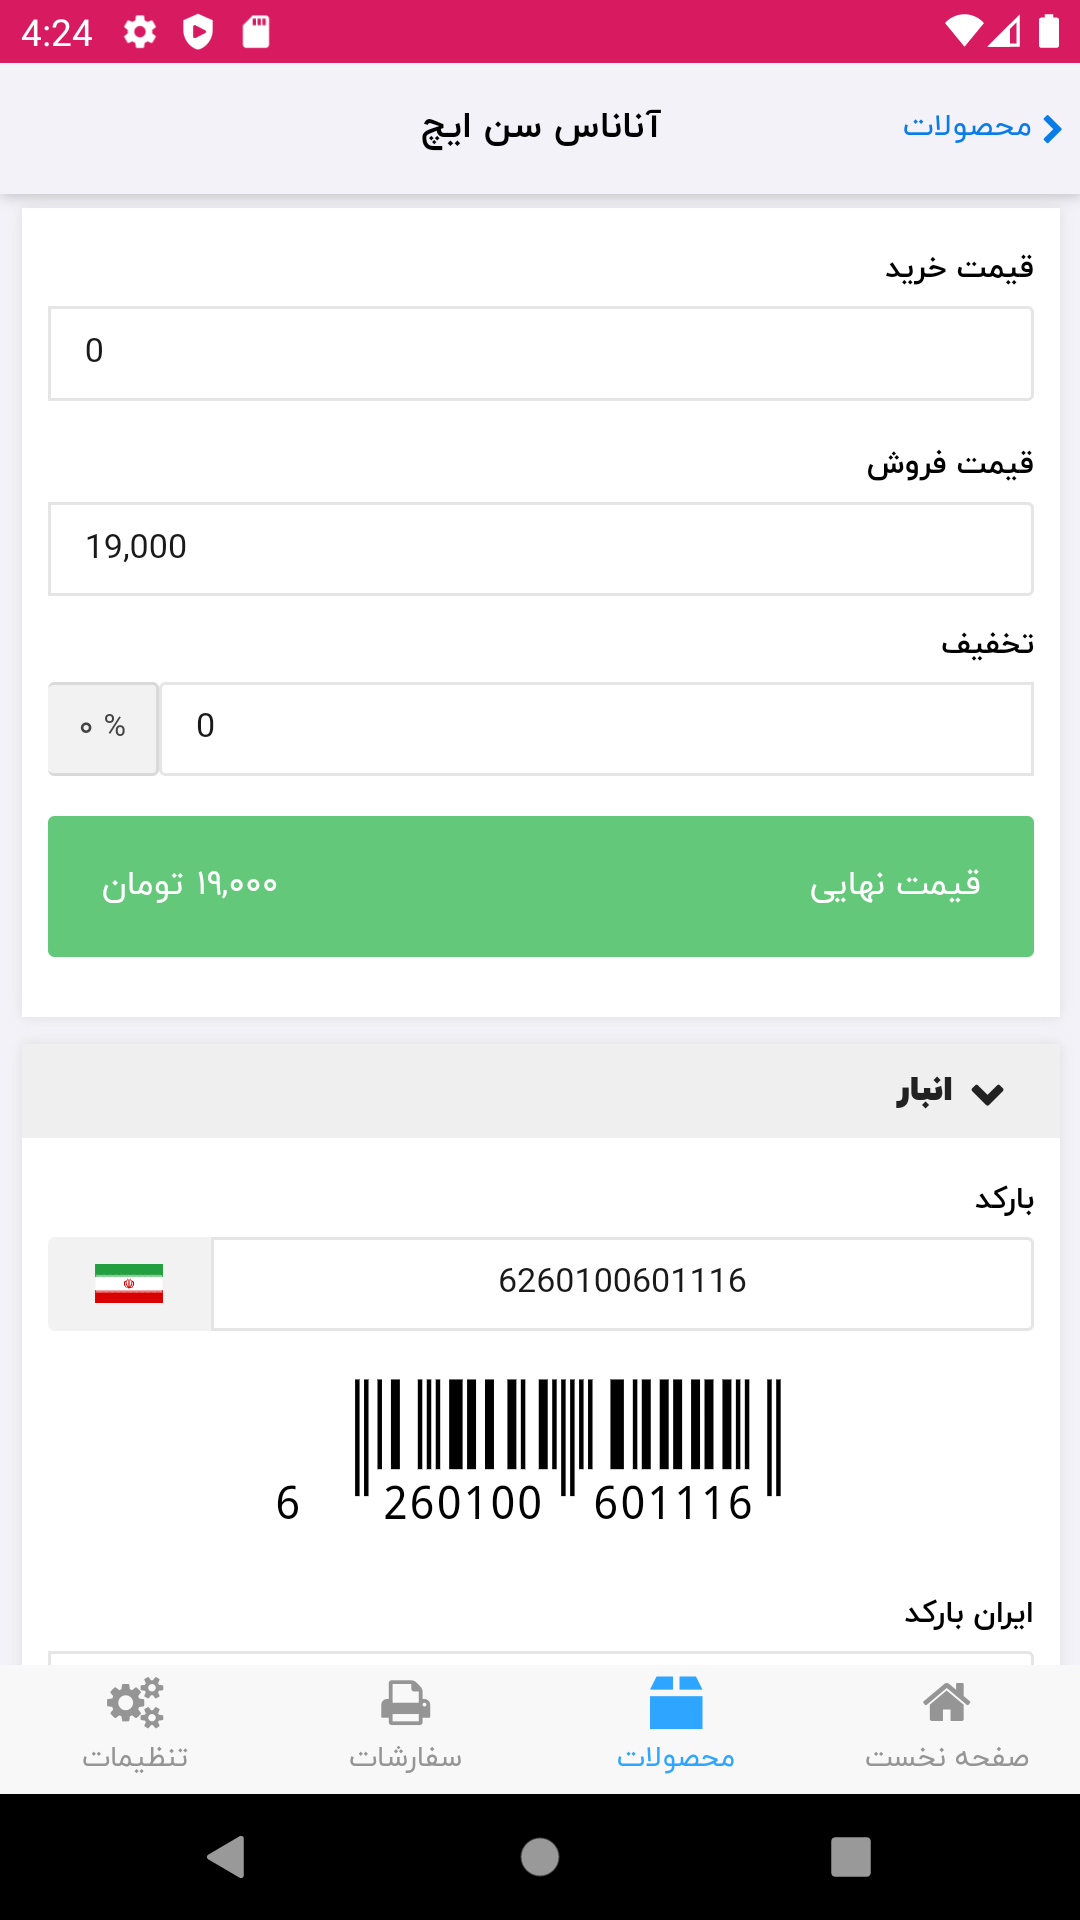 4:24
محصولات
آناناس سن ایچ
قیمت خرید
0
قیمت فروش
19,000
تخفیف
0
% ۰
قیمت نهایی
۱۹,۰۰۰ تومان
انبار
بارکد
6260100601116
6 260100 601116
ایران بارکد
صفحه نخست
محصولات
سفارشات
تنظیمات